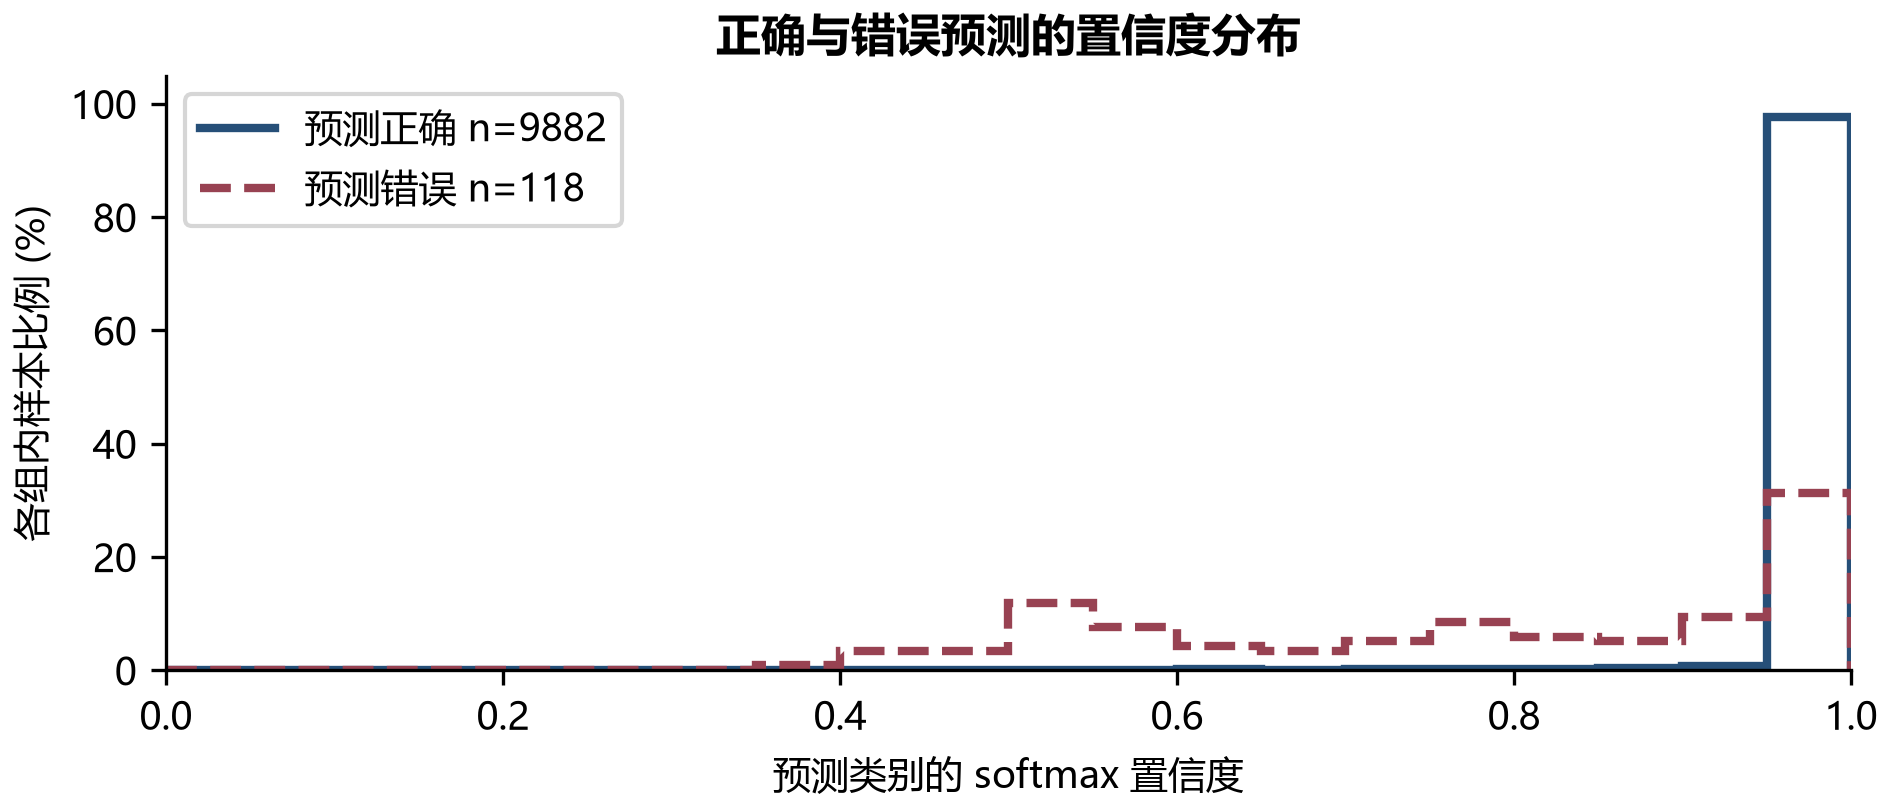 正确与错误预测的置信度分布
预测正确 n=9882
预测错误 n=118
各组内样本比例 (%)
100
80
60
40
20
0
0.0 0.2 0.4 0.6 0.8 1.0
预测类别的 softmax 置信度